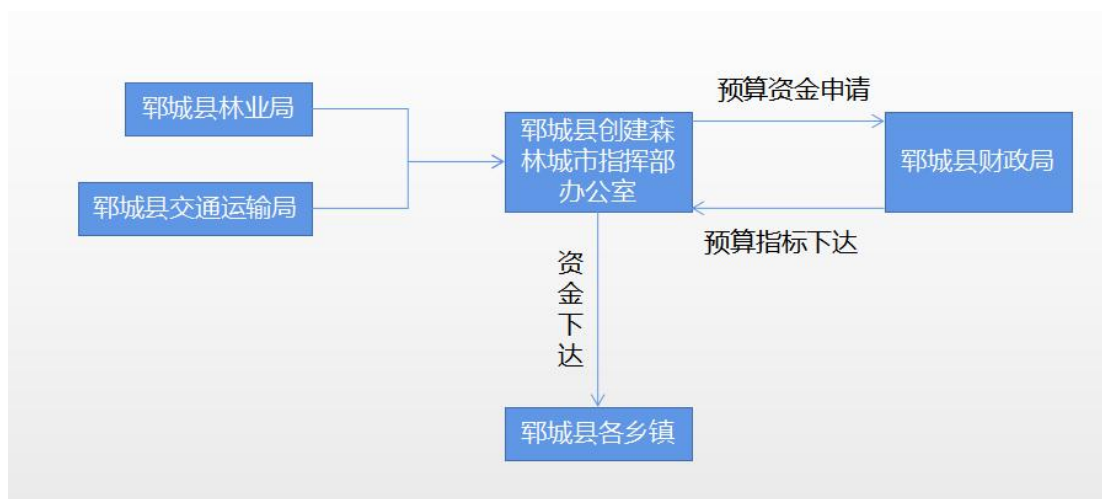 预算资金申请
郓城县林业局
郓城县创建森
林城市指挥部
办公室
郓城县财政局
郓城县交通运输局
预算指标下达
资
金
下
达
郓城县各乡镇